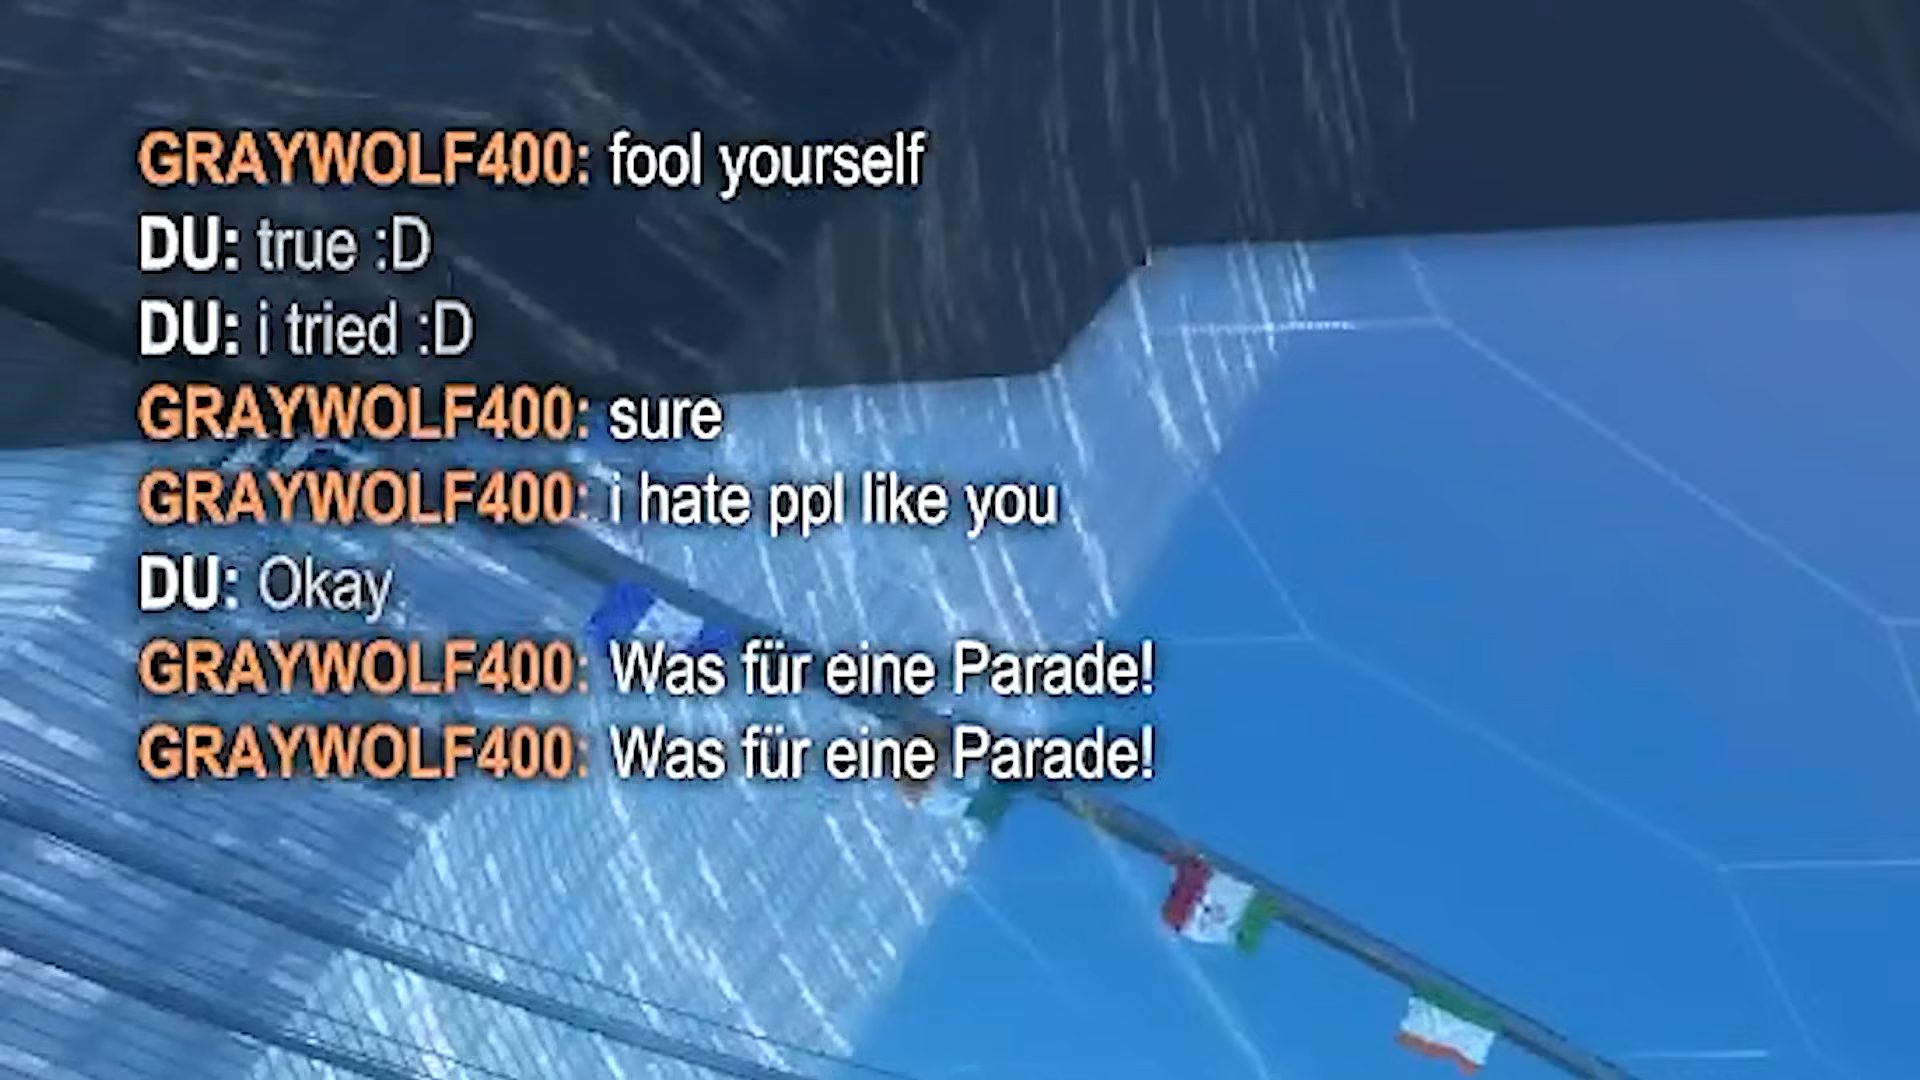 GRAYWOLF400: fool yourself
DU: true :D
DU: i tried :D
GRAYWOLF400: sure
GRAYWOLF400: i hate ppl like you
DU: Okay
GRAYWOLF400: Was für eine Parade!
GRAYWOLF400: Was für eine Parade!